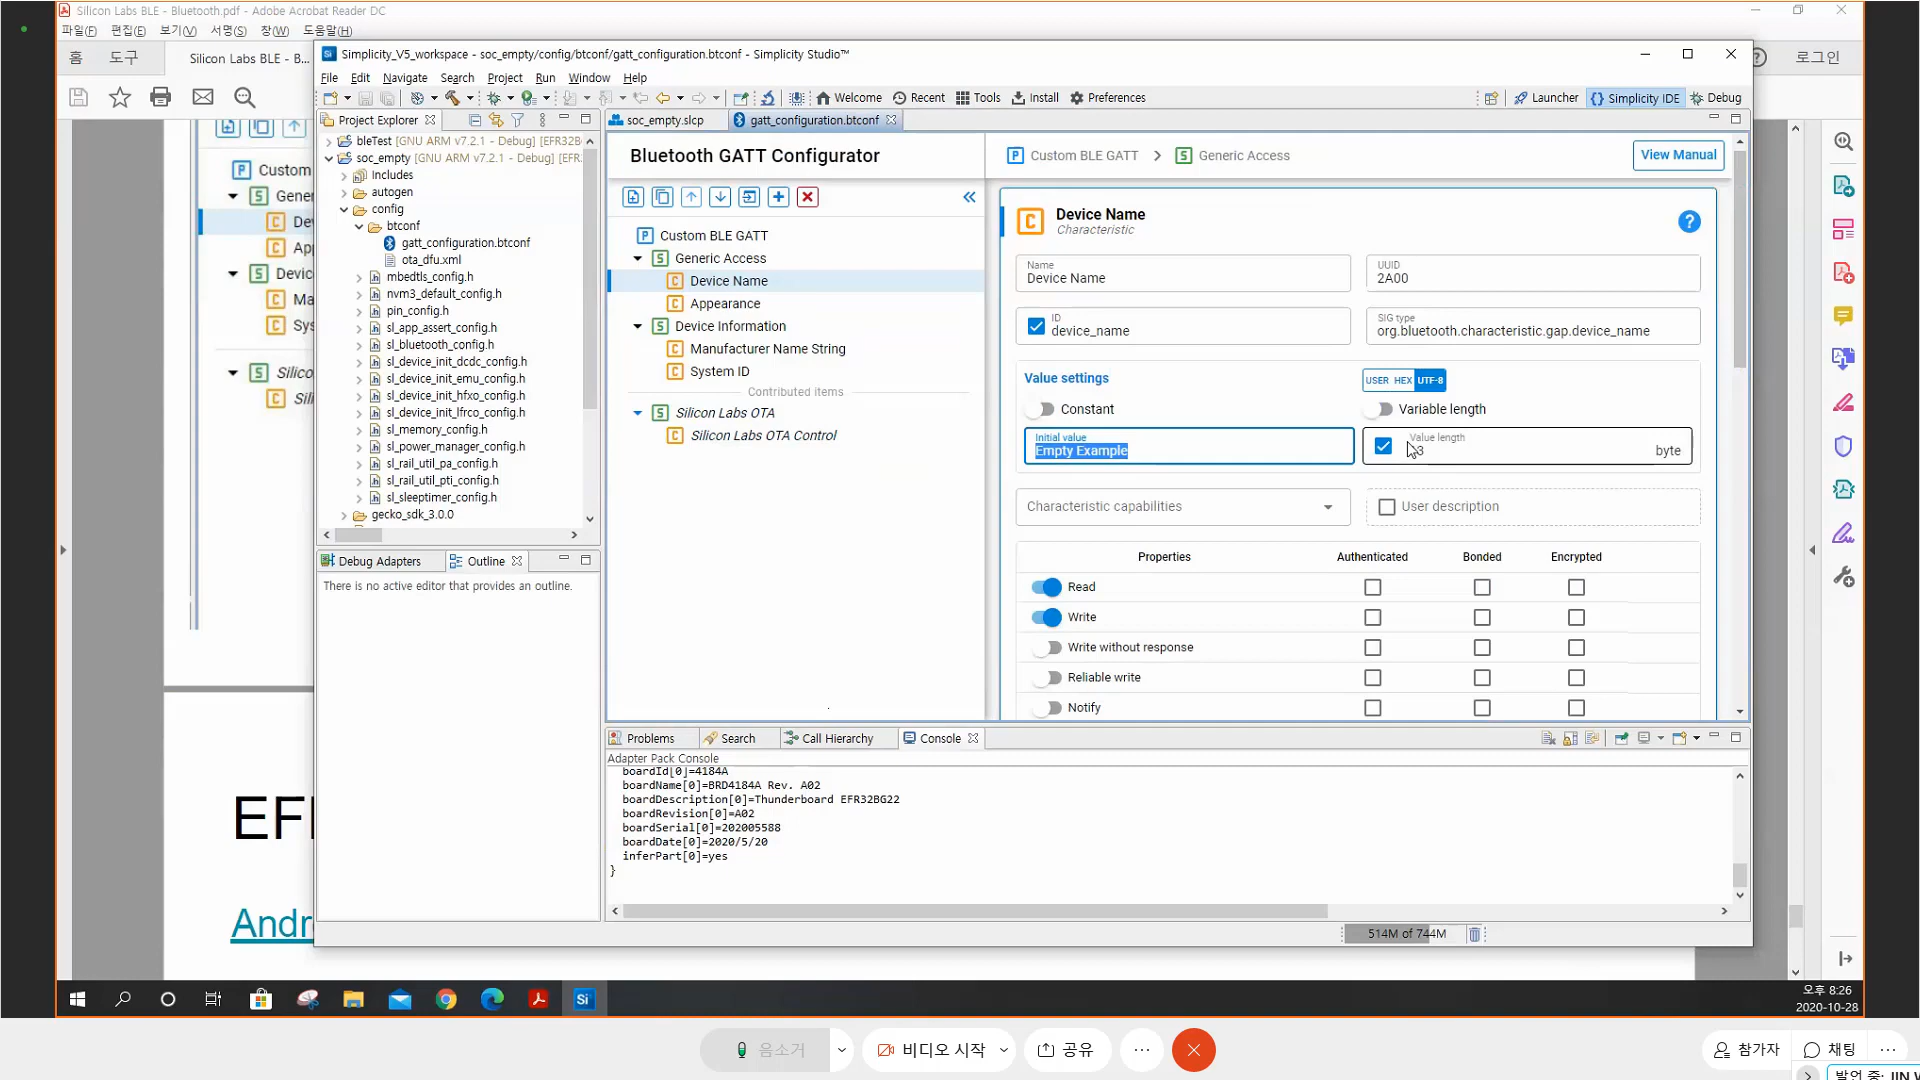 Silicon Labs BLE - Bluetooth.pdf - Adobe Acrobat Reader DC
파일(F) 편집(E) 보기(V) 서명(S) 창(W) 도움말(H)
홈 도구 Silicon Labs BLE - B... 로그인
Simplicity_V5_workspace - soc_empty/config/btconf/gatt_configuration.btconf - Simplicity Studio™
File Edit Navigate Search Project Run Window Help
Welcome Recent Tools Install Preferences Launcher Simplicity IDE Debug
Project Explorer
bleTest [GNU ARM v7.2.1 - Debug] [EFR32B
soc_empty [GNU ARM v7.2.1 - Debug] [EFR
Includes
autogen
config
btconf
gatt_configuration.btconf
ota_dfu.xml
mbedtls_config.h
nvm3_default_config.h
pin_config.h
sl_app_assert_config.h
sl_bluetooth_config.h
sl_device_init_dcdc_config.h
sl_device_init_emu_config.h
sl_device_init_hfxo_config.h
sl_device_init_lfrco_config.h
sl_memory_config.h
sl_power_manager_config.h
sl_rail_util_pa_config.h
sl_rail_util_pti_config.h
sl_sleeptimer_config.h
gecko_sdk_3.0.0
Debug Adapters Outline
There is no active editor that provides an outline.
soc_empty.slcp gatt_configuration.btconf
Bluetooth GATT Configurator
P Custom BLE GATT
S Generic Access
C Device Name
C Appearance
S Device Information
C Manufacturer Name String
C System ID
Contributed items
S Silicon Labs OTA
C Silicon Labs OTA Control
P Custom BLE GATT > S Generic Access View Manual
C Device Name
Characteristic
?
Name
Device Name
UUID
2A00
ID
device_name
SIG type
org.bluetooth.characteristic.gap.device_name
Value settings USER HEX UTF-8
Constant Variable length
Initial value
Empty Example
Value length
3 byte
Characteristic capabilities User description
Properties Authenticated Bonded Encrypted
Read
Write
Write without response
Reliable write
Notify
Problems Search Call Hierarchy Console
Adapter Pack Console
boardId[0]=4184A
boardName[0]=BRD4184A Rev. A02
boardDescription[0]=Thunderboard EFR32BG22
boardRevision[0]=A02
boardSerial[0]=202005588
boardDate[0]=2020/5/20
inferPart[0]=yes
}
514M of 744M
P Custom
S Gene
C De
C Ap
S Devic
C Ma
C Sys
S Silico
C Sil
EF
Andr
Si
오후 8:26
2020-10-28
음소거 비디오 시작 공유 참가자 채팅
발언 중: JIN